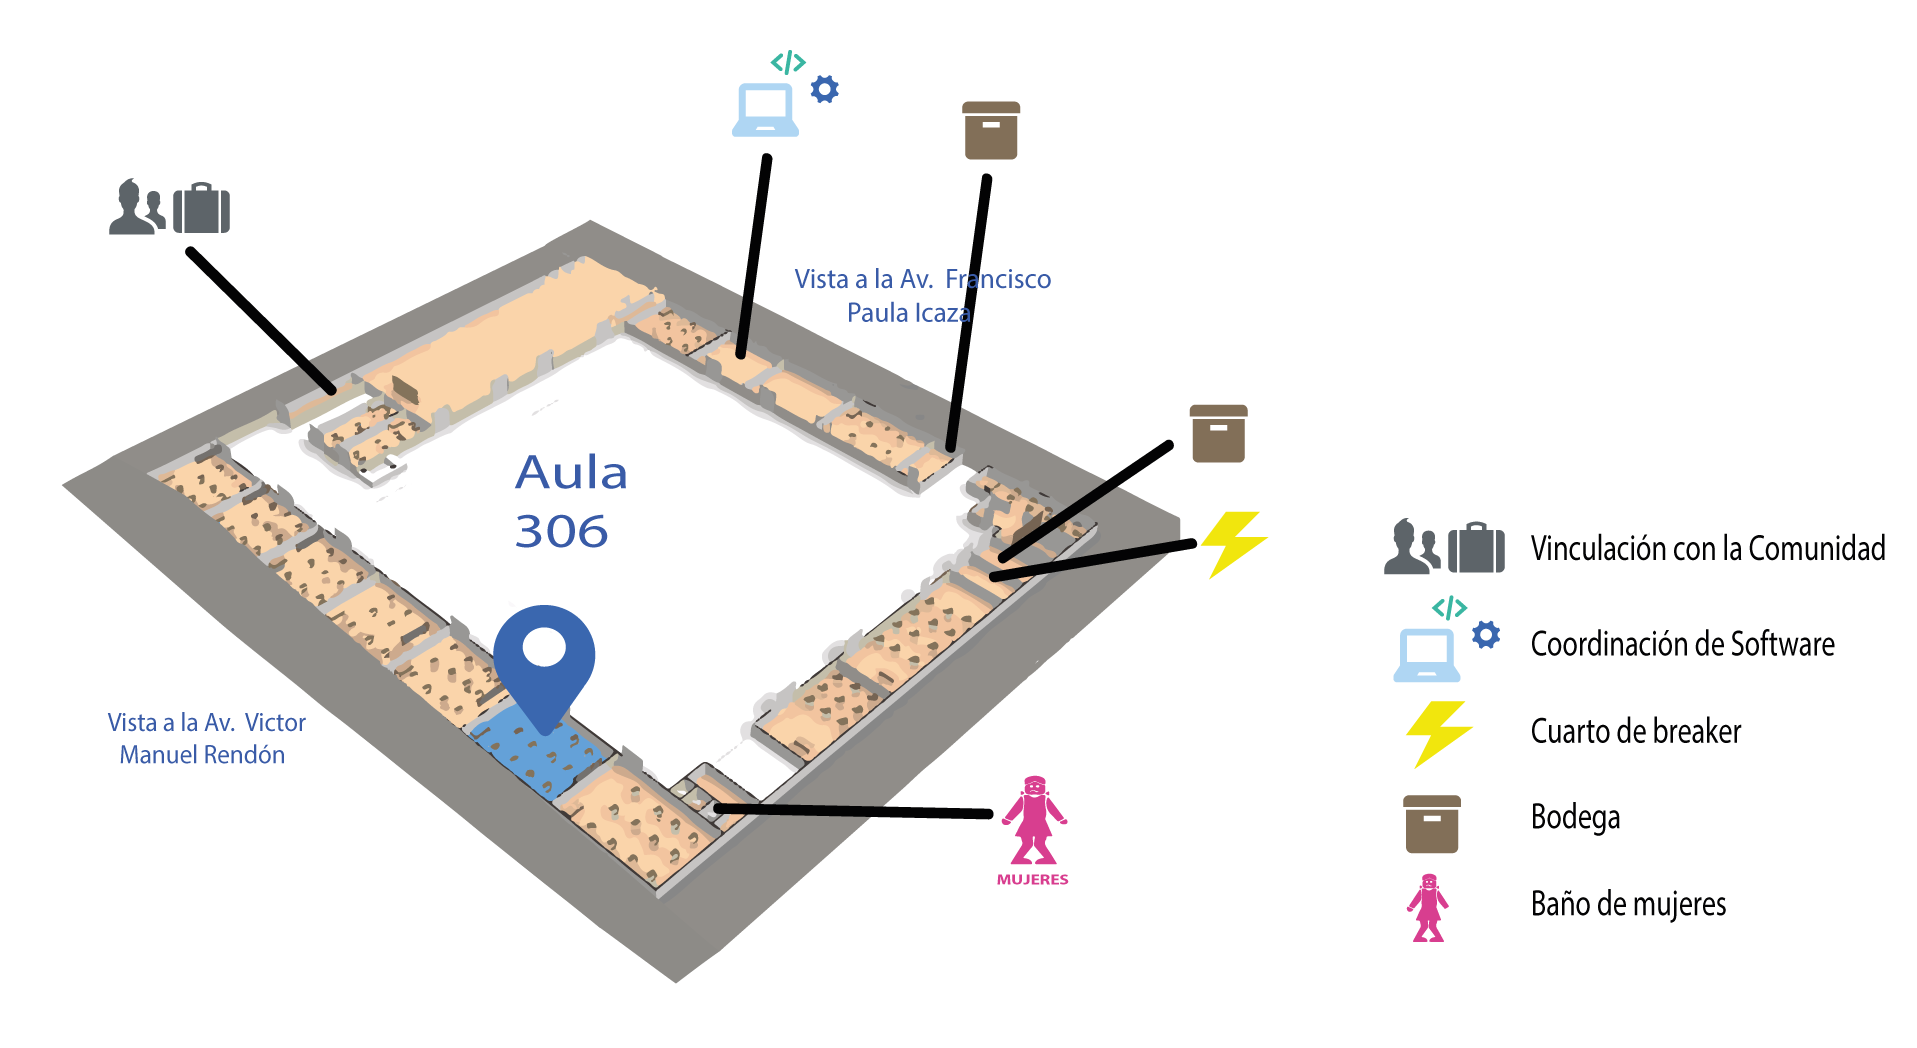 Vista a la Av.  Francisco
Paula Icaza
Aula
306
Vista a la Av.  Victor
Manuel Rendón
MUJERES
Vinculación con la Comunidad
Coordinación de Software
Cuarto de breaker
Bodega
Baño de mujeres